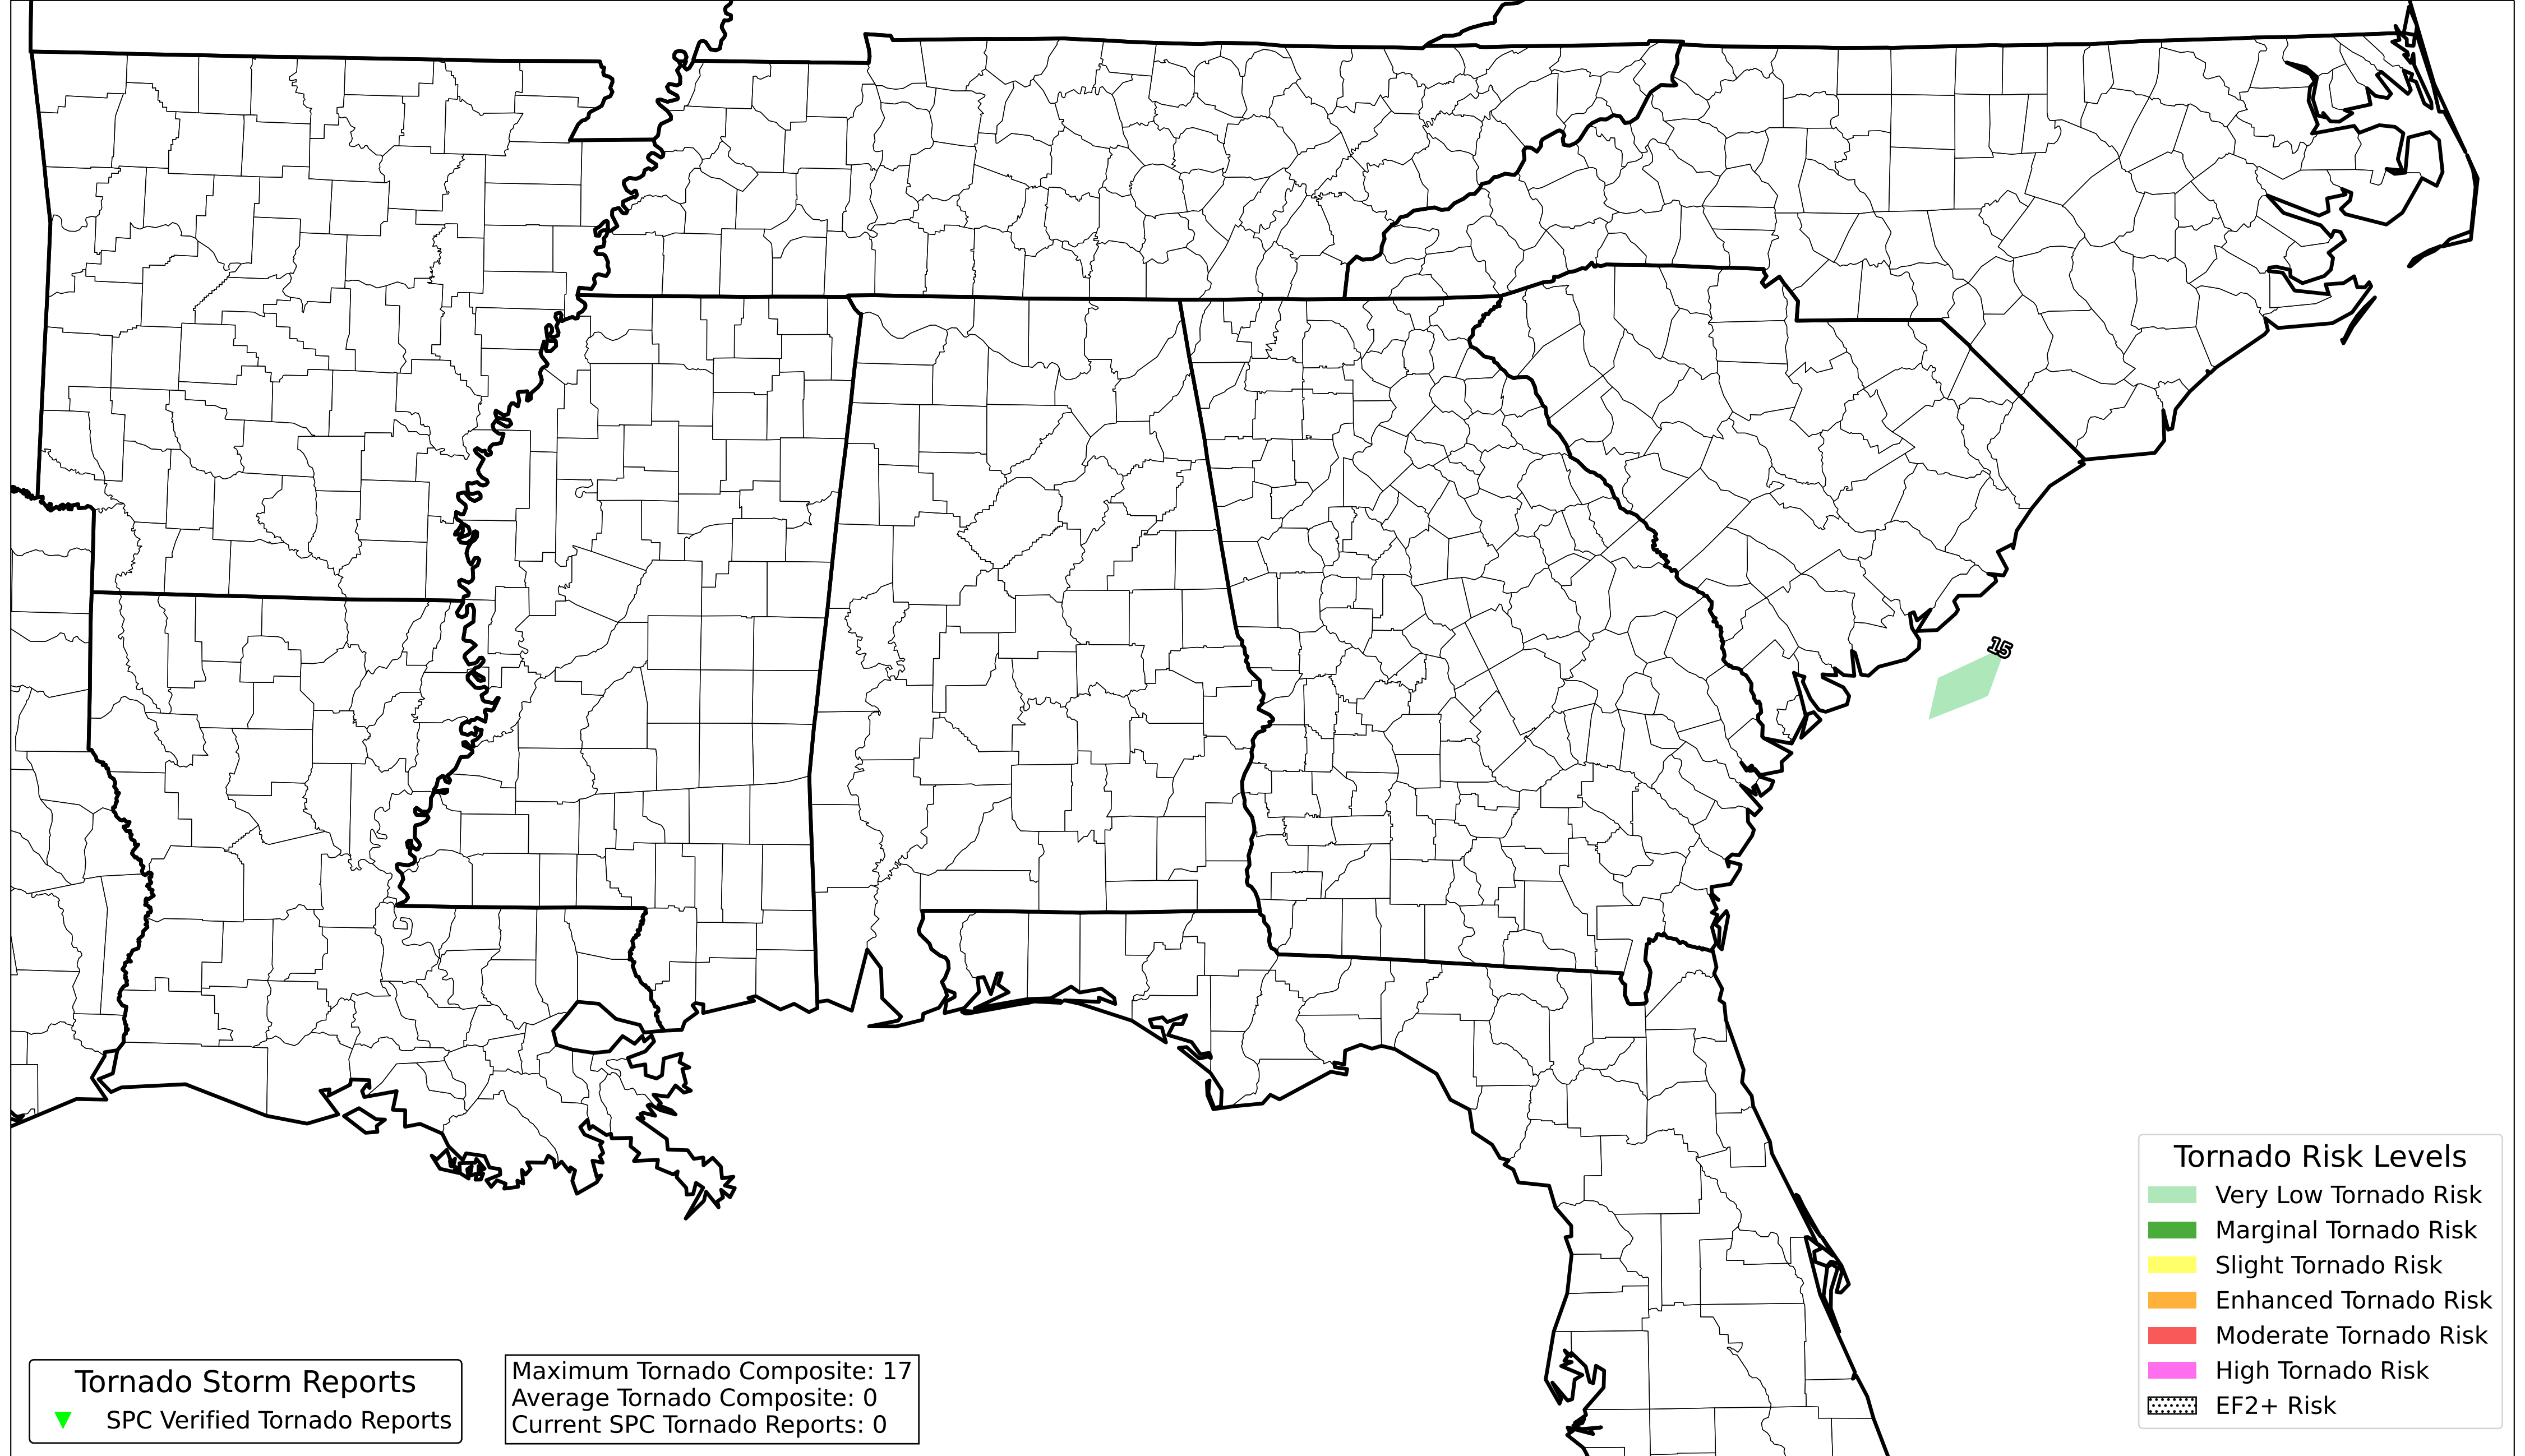 15
Tornado Risk Levels
Very Low Tornado Risk
Marginal Tornado Risk
Slight Tornado Risk
Enhanced Tornado Risk
Moderate Tornado Risk
High Tornado Risk
EF2+ Risk
Tornado Storm Reports
SPC Verified Tornado Reports
Maximum Tornado Composite: 17
Average Tornado Composite: 0
Current SPC Tornado Reports: 0